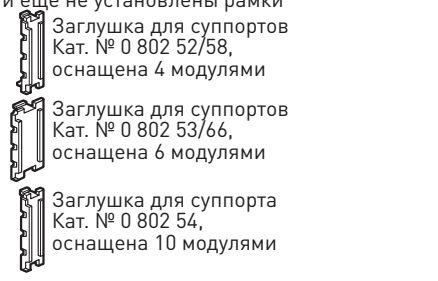 и еще не установлены рамки
Заглушка для суппортов
Кат. № 0 802 52/58,
оснащена 4 модулями
Заглушка для суппортов
Кат. № 0 802 53/66,
оснащена 6 модулями
Заглушка для суппорта
Кат. № 0 802 54,
оснащена 10 модулями